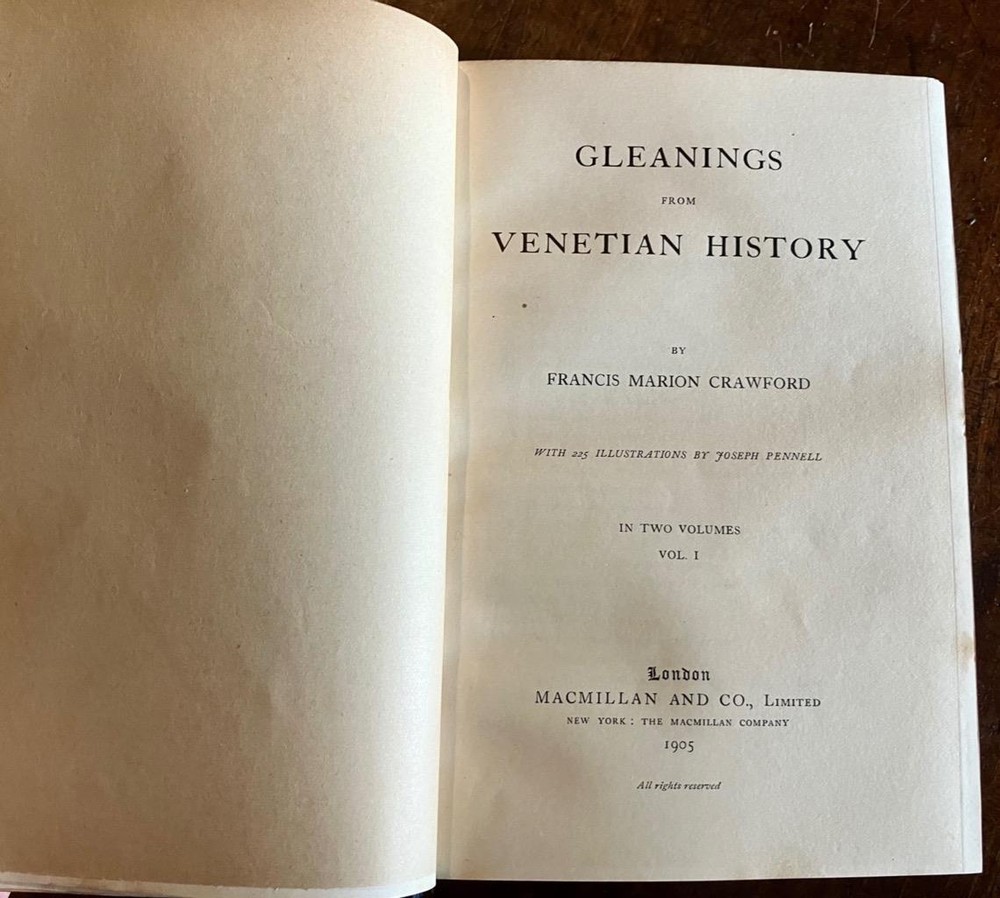 GLEANINGS
FROM
VENETIAN HISTORY
BY
FRANCIS MARION CRAWFORD
WITH 225 ILLUSTRATIONS BY JOSEPH PENNELL
IN TWO VOLUMES
VOL. I
London
MACMILLAN AND CO., LIMITED
NEW YORK: THE MACMILLAN COMPANY
1905
All rights reserved